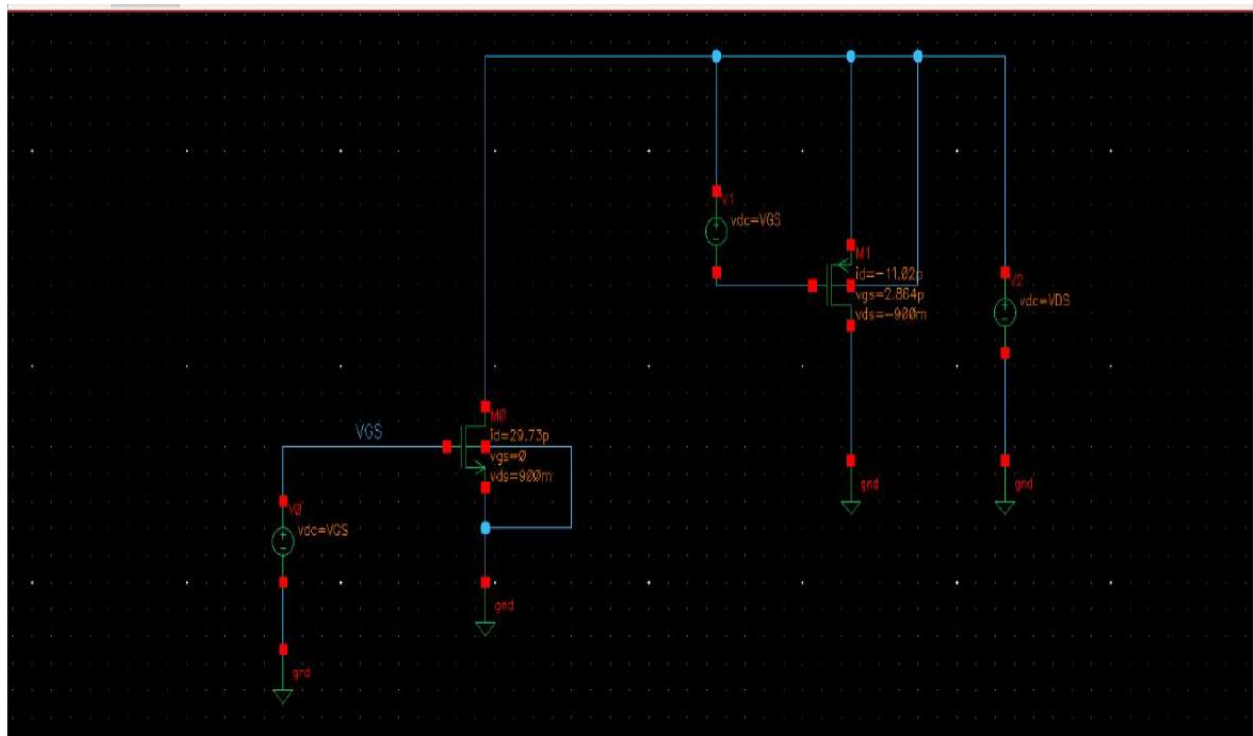 V1
vdc=VGS
M1
id=-11.02p
vgs=2.864p
vds=-900m
V2
vdc=VDS
VGS
M0
id=29.73p
vgs=0
vds=900m
V0
vdc=VGS
gnd
gnd
gnd
gnd